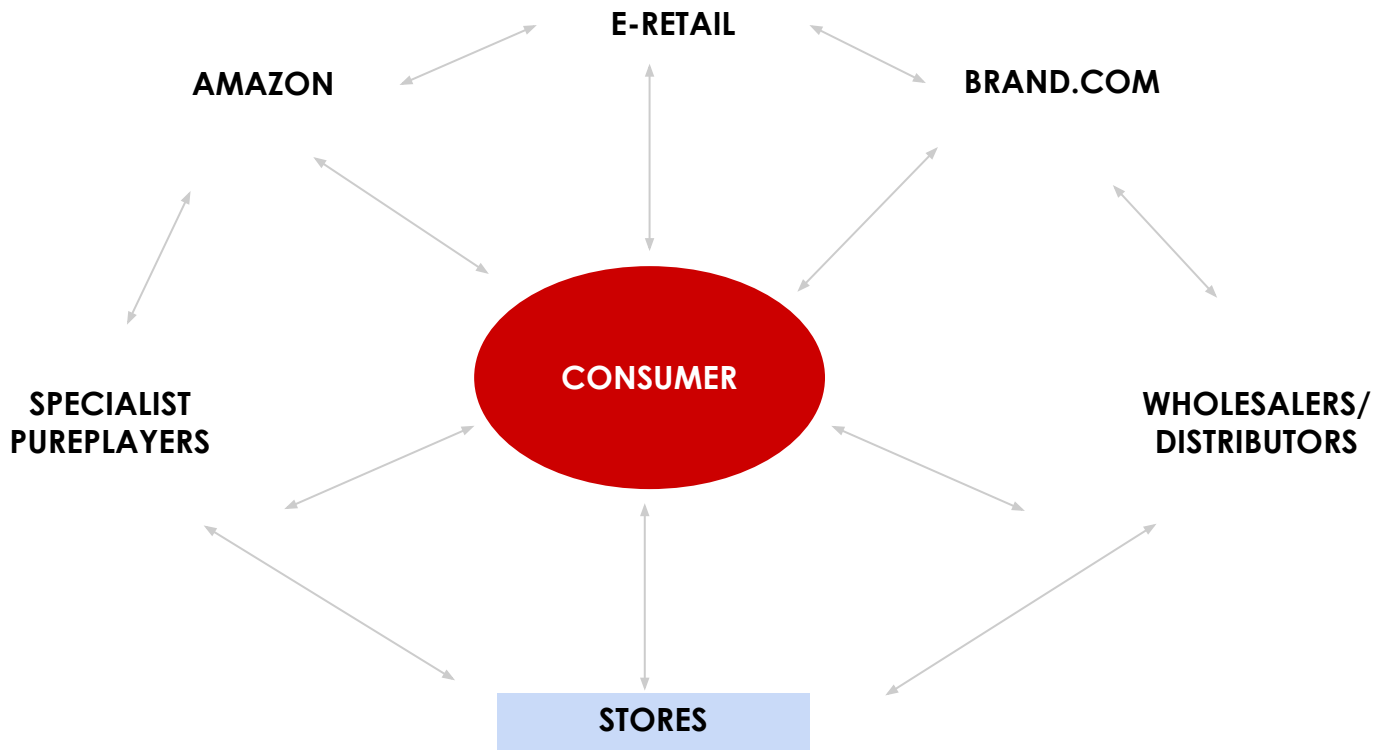 E-RETAIL
AMAZON
BRAND.COM
CONSUMER
SPECIALIST
PUREPLAYERS
WHOLESALERS/
DISTRIBUTORS
STORES